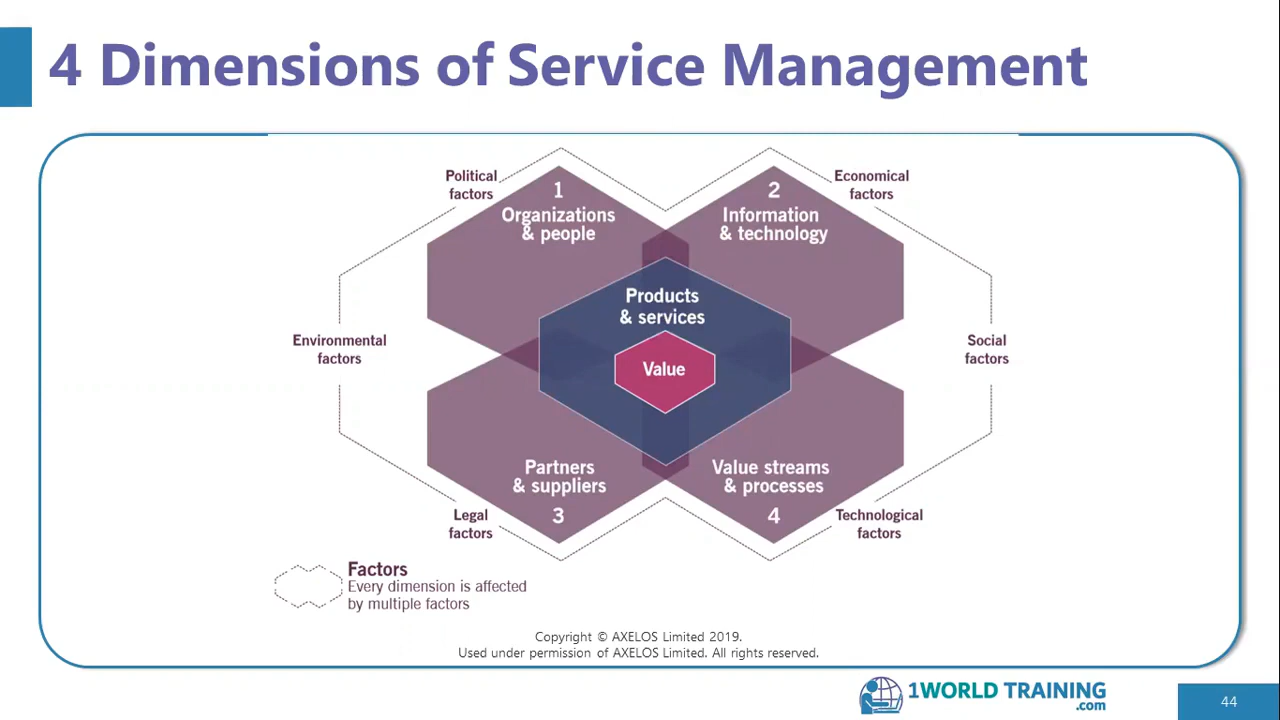 4 Dimensions of Service Management
Political
factors
Economical
factors
1
Organizations
& people
2
Information
& technology
Products
& services
Value
Environmental
factors
Social
factors
Partners
& suppliers
3
Value streams
& processes
4
Legal
factors
Technological
factors
Factors
Every dimension is affected
by multiple factors
Copyright © AXELOS Limited 2019.
Used under permission of AXELOS Limited. All rights reserved.
1WORLD TRAINING
.com
44